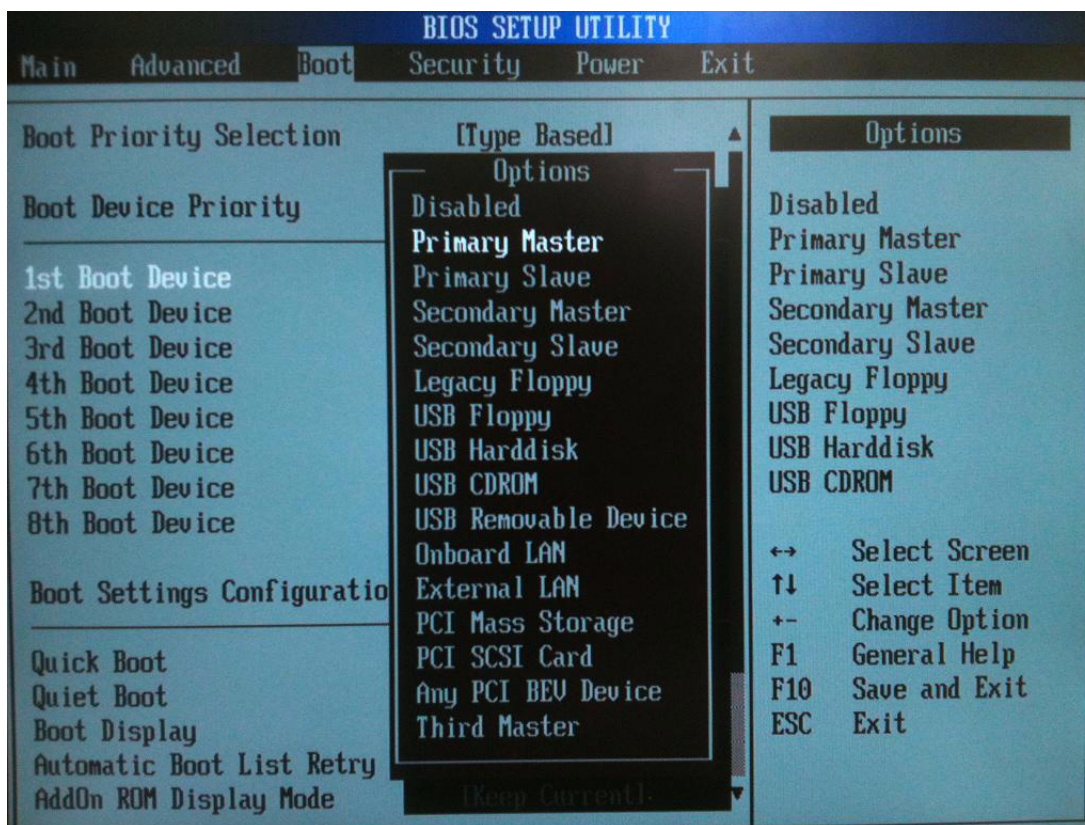 BIOS SETUP UTILITY
Main Advanced Boot Security Power Exit
Boot Priority Selection [Type Based]
Boot Device Priority
1st Boot Device
2nd Boot Device
3rd Boot Device
4th Boot Device
5th Boot Device
6th Boot Device
7th Boot Device
8th Boot Device
Boot Settings Configuratio
Quick Boot
Quiet Boot
Boot Display
Automatic Boot List Retry
AddOn ROM Display Mode [Keep Current]
Options
Disabled
Primary Master
Primary Slave
Secondary Master
Secondary Slave
Legacy Floppy
USB Floppy
USB Harddisk
USB CDROM
USB Removable Device
Onboard LAN
External LAN
PCI Mass Storage
PCI SCSI Card
Any PCI BEV Device
Third Master
Options
Disabled
Primary Master
Primary Slave
Secondary Master
Secondary Slave
Legacy Floppy
USB Floppy
USB Harddisk
USB CDROM
↔ Select Screen
↑↓ Select Item
+- Change Option
F1 General Help
F10 Save and Exit
ESC Exit